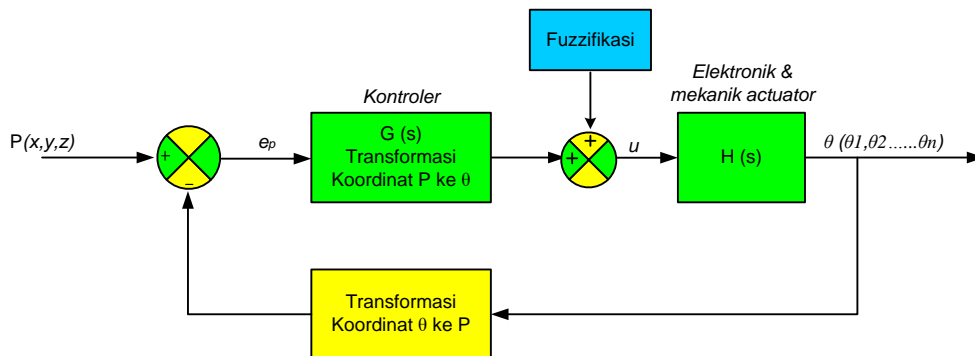 Fuzzifikasi
Elektronik &
mekanik actuator
Kontroler
P(x,y,z)
+
−
eₚ
G (s)
Transformasi
Koordinat P ke θ
+
+
u
H (s)
θ (θ1,θ2......θn)
Transformasi
Koordinat θ ke P